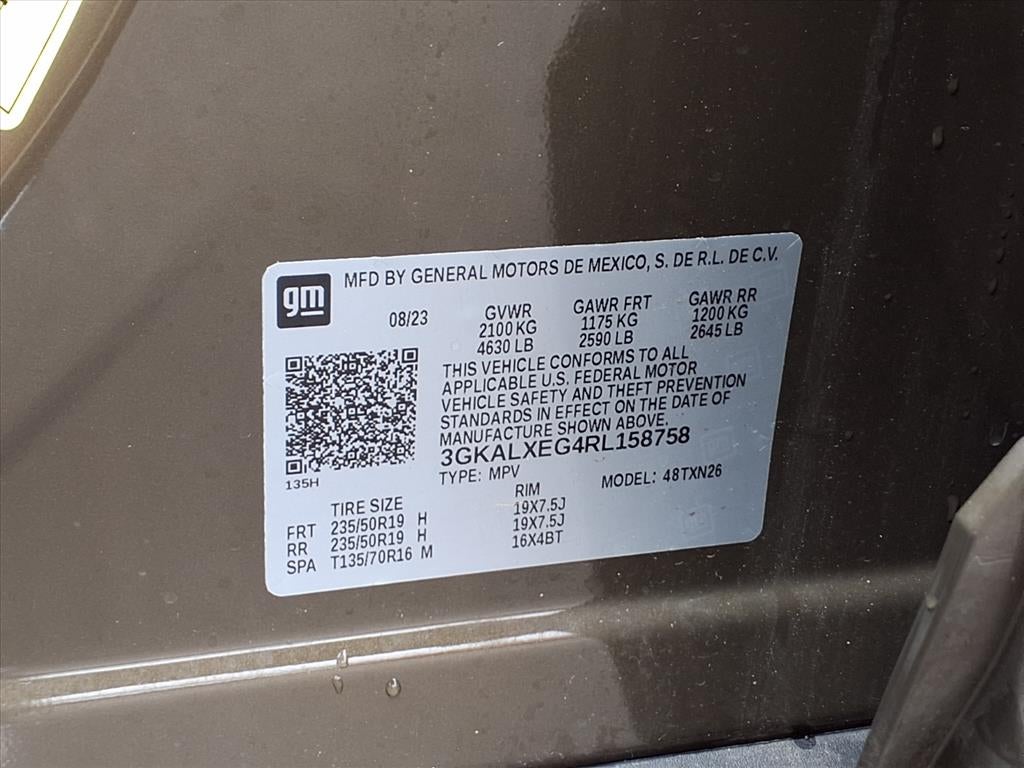 gm
MFD BY GENERAL MOTORS DE MEXICO, S. DE R.L. DE C.V.
08/23
GVWR GAWR FRT GAWR RR
2100 KG 1175 KG 1200 KG
4630 LB 2590 LB 2645 LB
THIS VEHICLE CONFORMS TO ALL
APPLICABLE U.S. FEDERAL MOTOR
VEHICLE SAFETY AND THEFT PREVENTION
STANDARDS IN EFFECT ON THE DATE OF
MANUFACTURE SHOWN ABOVE.
3GKALXEG4RL158758
TYPE: MPV MODEL: 48TXN26
135H
TIRE SIZE RIM
FRT 235/50R19 H 19X7.5J
RR 235/50R19 H 19X7.5J
SPA T135/70R16 M 16X4BT